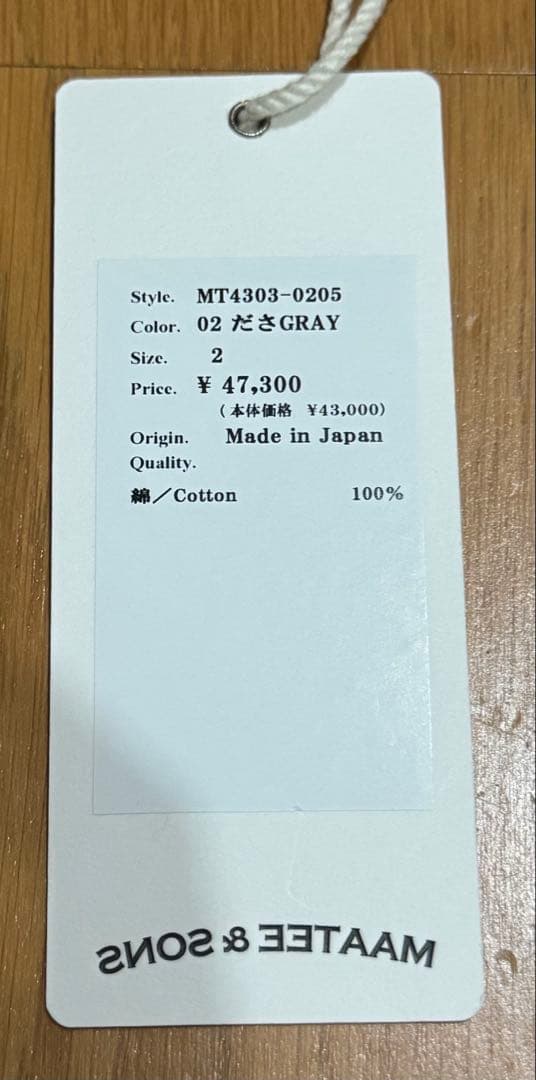 Style. MT4303-0205
Color. 02 ださGRAY
Size. 2
Price. ¥ 47,300
(本体価格 ¥43,000)
Origin. Made in Japan
Quality.
綿／Cotton 100%
MAATEE & SONS